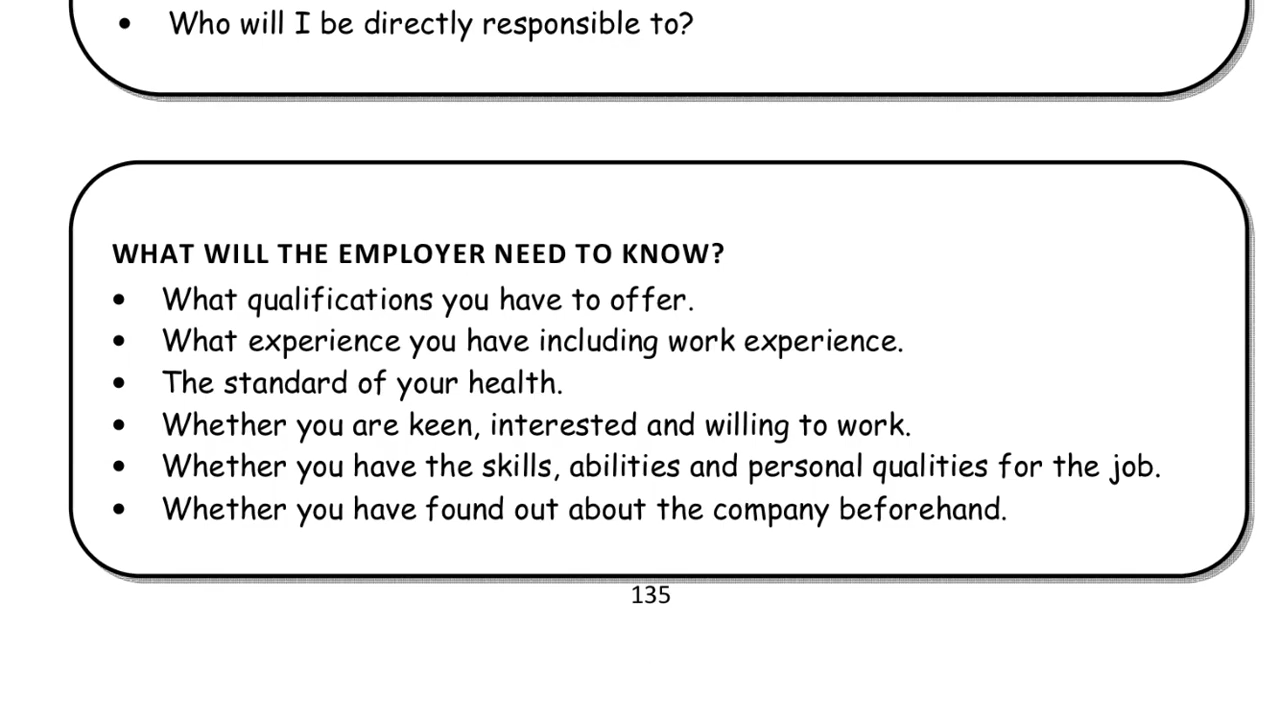 • Who will I be directly responsible to?
WHAT WILL THE EMPLOYER NEED TO KNOW?
• What qualifications you have to offer.
• What experience you have including work experience.
• The standard of your health.
• Whether you are keen, interested and willing to work.
• Whether you have the skills, abilities and personal qualities for the job.
• Whether you have found out about the company beforehand.
135